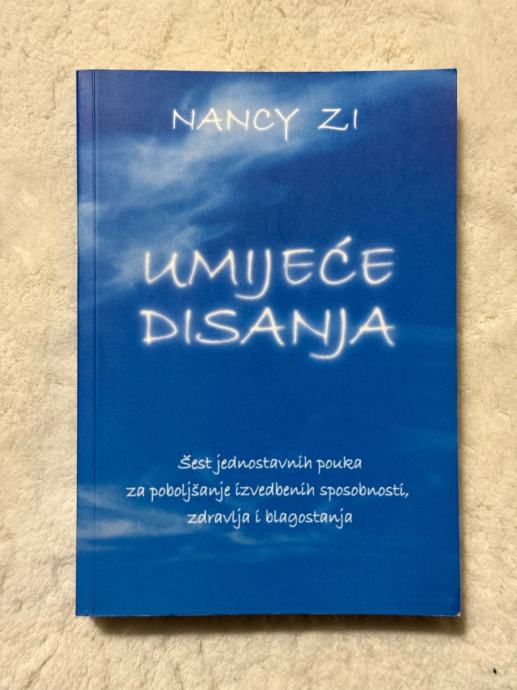 NANCY ZI
UMIJEĆE
DISANJA
Šest jednostavnih pouka
za poboljšanje izvedbenih sposobnosti,
zdravlja i blagostanja